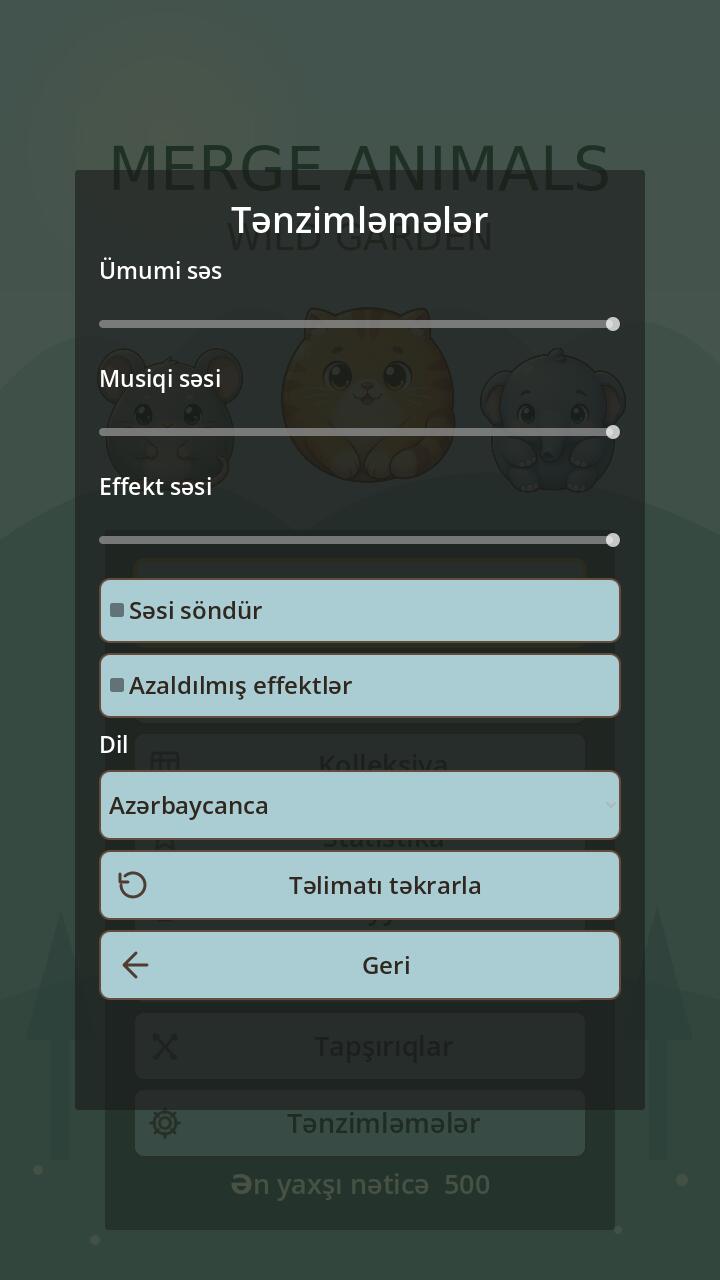 MERGE ANIMALS
Tənzimləmələr
WILD GARDEN
Ümumi səs
Musiqi səsi
Effekt səsi
Səsi söndür
Azaldılmış effektlər
Dil
Kolleksiya
Azərbaycanca
Statistika
Təlimatı təkrarla
Geri
Tapşırıqlar
Tənzimləmələr
Ən yaxşı nəticə 500